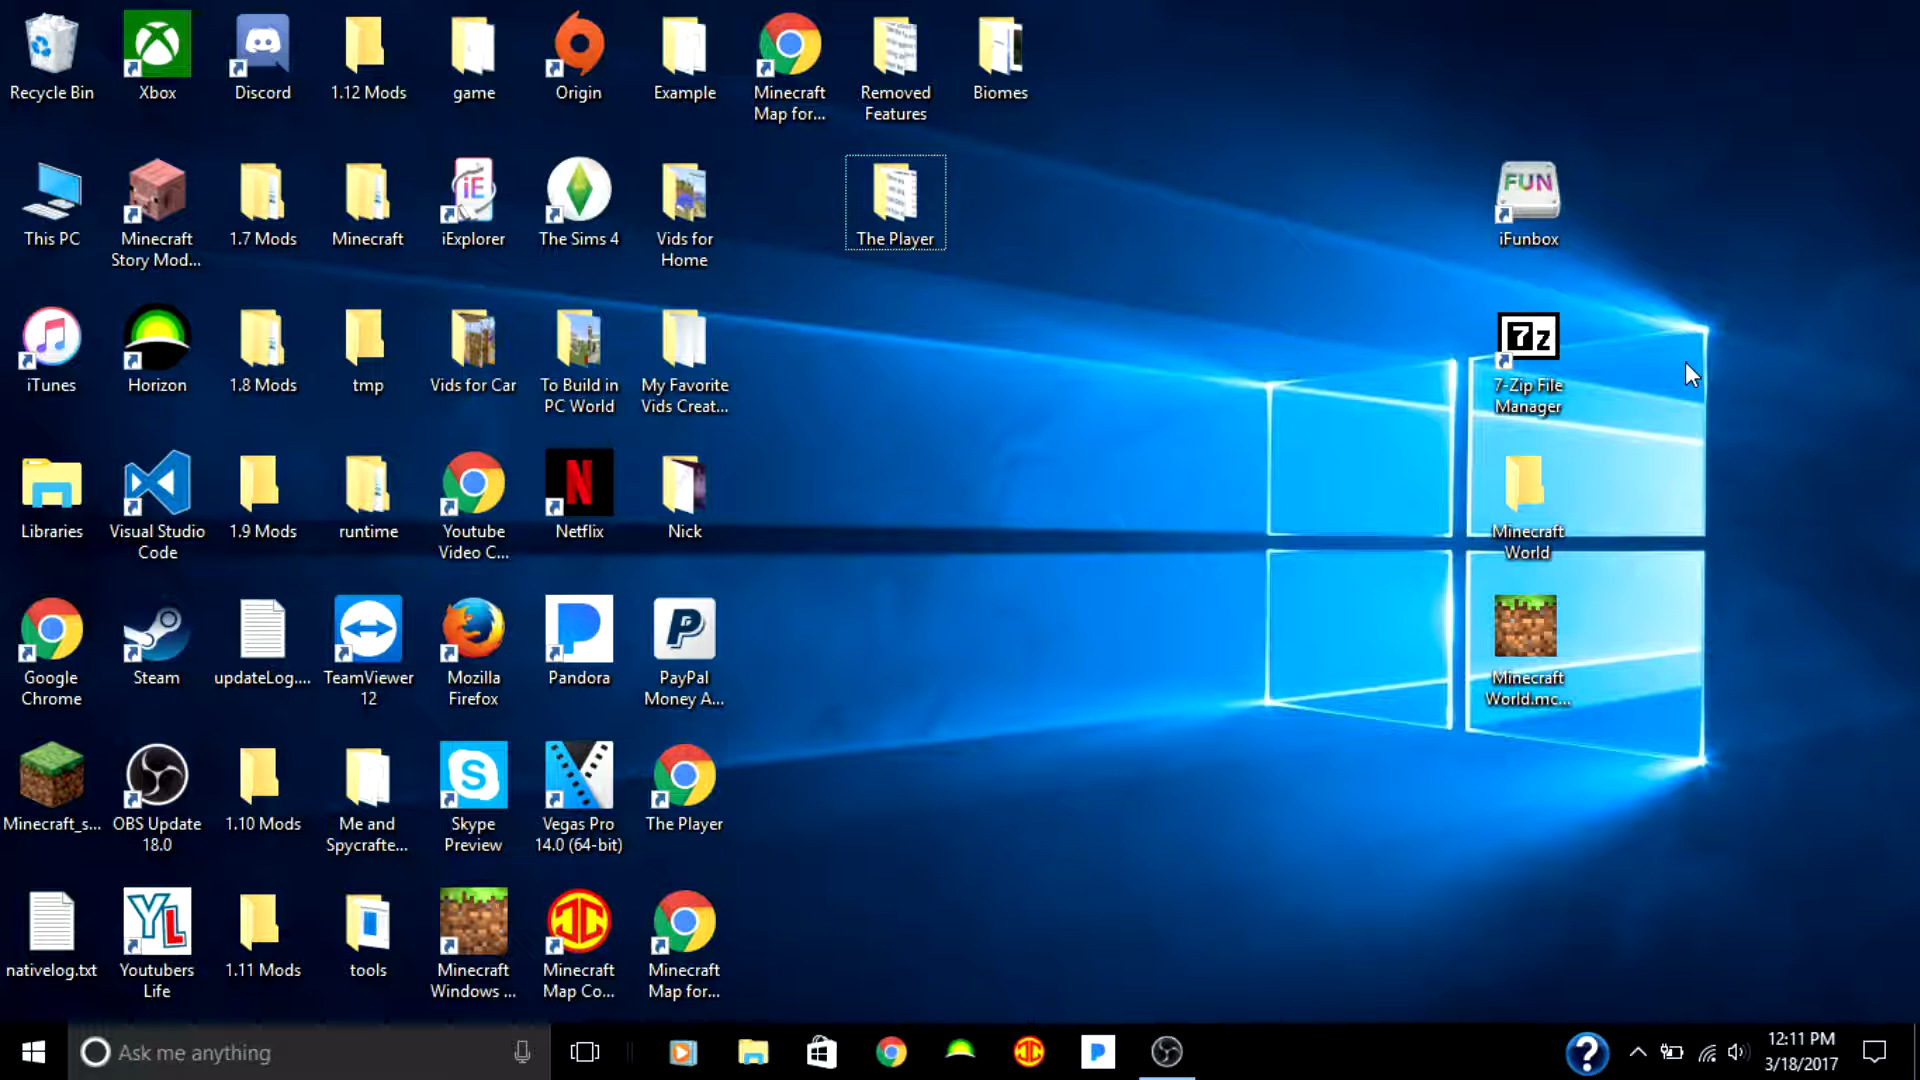 Recycle Bin
Xbox
Discord
1.12 Mods
game
Origin
Example
Minecraft
Map for...
Removed
Features
Biomes
This PC
Minecraft
Story Mod...
1.7 Mods
Minecraft
iE
iExplorer
The Sims 4
Vids for
Home
The Player
FUN
iFunbox
iTunes
Horizon
1.8 Mods
tmp
Vids for Car
To Build in
PC World
My Favorite
Vids Creat...
7z
7-Zip File
Manager
Libraries
Visual Studio
Code
1.9 Mods
runtime
Youtube
Video C...
N
Netflix
Nick
Minecraft
World
Google
Chrome
Steam
updateLog....
TeamViewer
12
Mozilla
Firefox
P
Pandora
P
PayPal
Money A...
Minecraft
World.mc...
Minecraft_s...
OBS Update
18.0
1.10 Mods
Me and
Spycrafte...
S
Skype
Preview
Vegas Pro
14.0 (64-bit)
The Player
nativelog.txt
YL
Youtubers
Life
1.11 Mods
tools
Minecraft
Windows ...
Minecraft
Map Co...
Minecraft
Map for...
Ask me anything
P
?
12:11 PM
3/18/2017